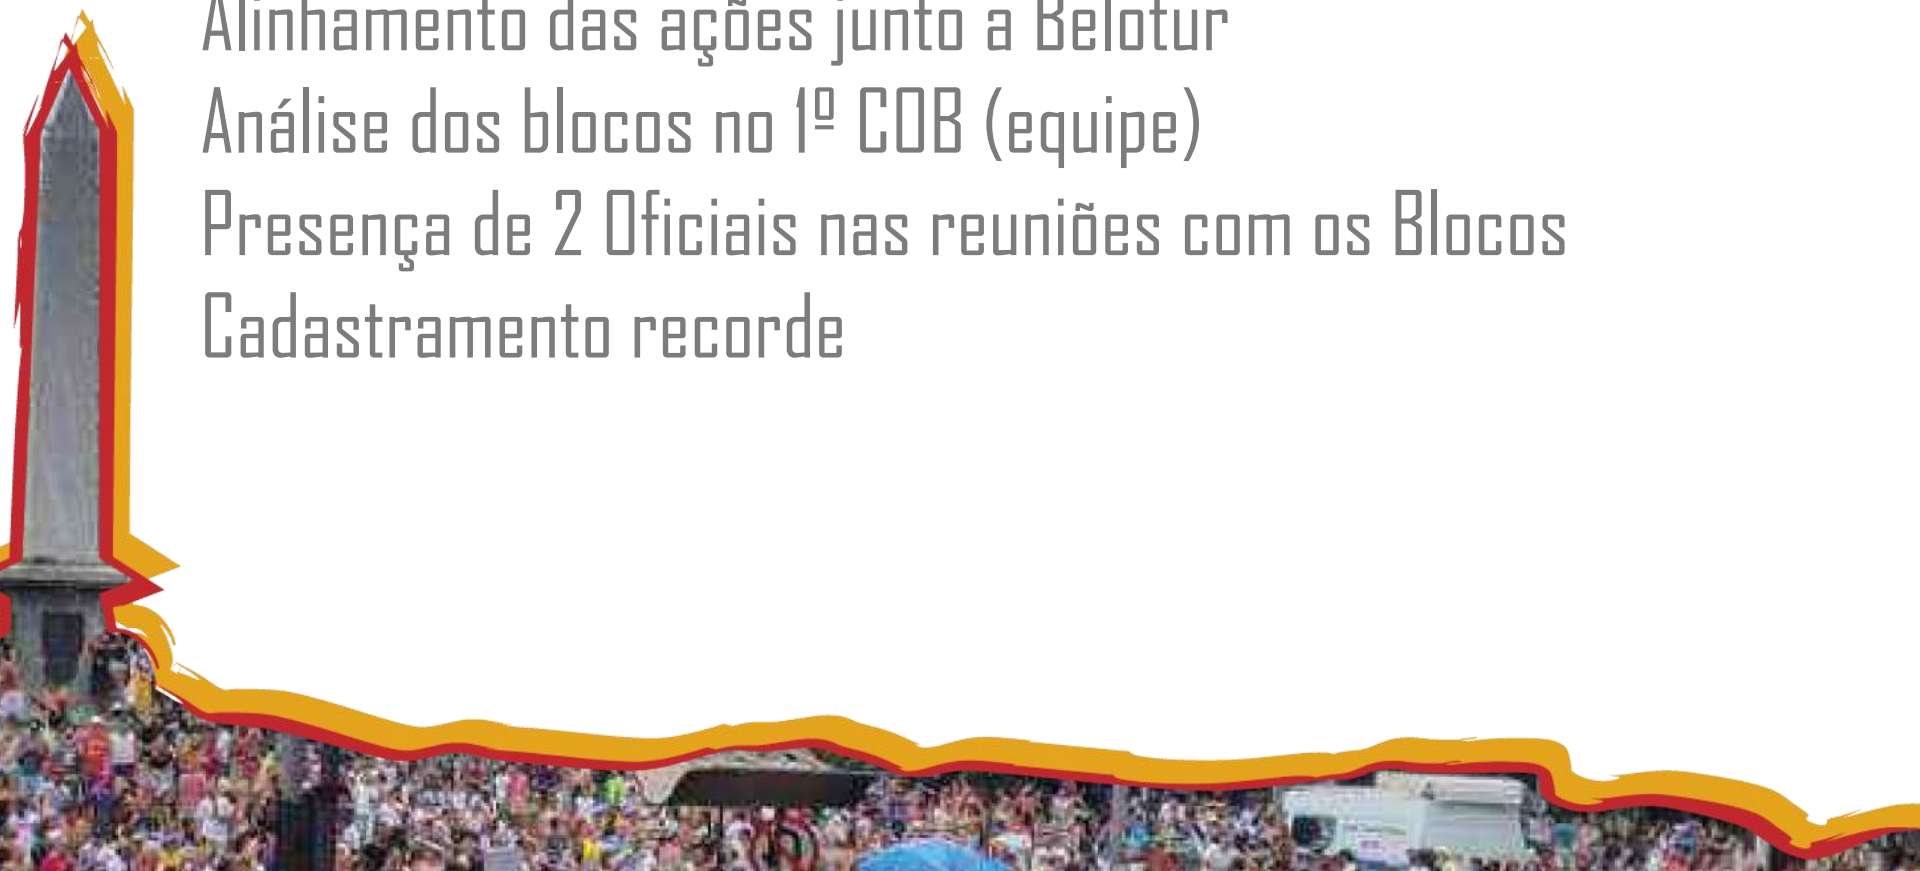 Alinhamento das ações junto a Belotur
Análise dos blocos no 1º COB (equipe)
Presença de 2 Oficiais nas reuniões com os Blocos
Cadastramento recorde